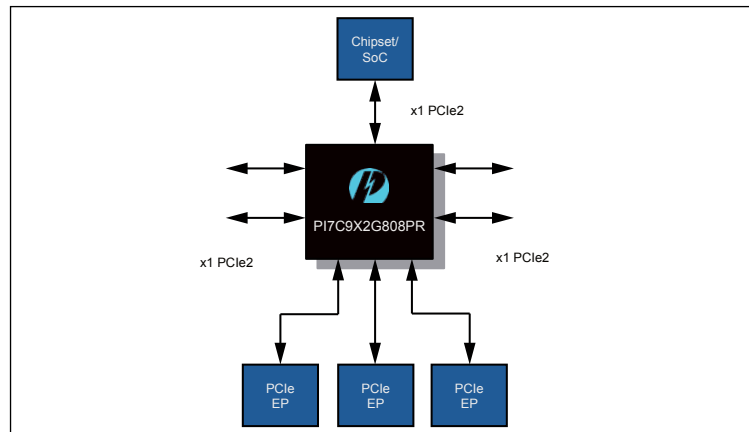 Chipset/
SoC
x1 PCIe2
PI7C9X2G808PR
x1 PCIe2
x1 PCIe2
PCIe
EP
PCIe
EP
PCIe
EP